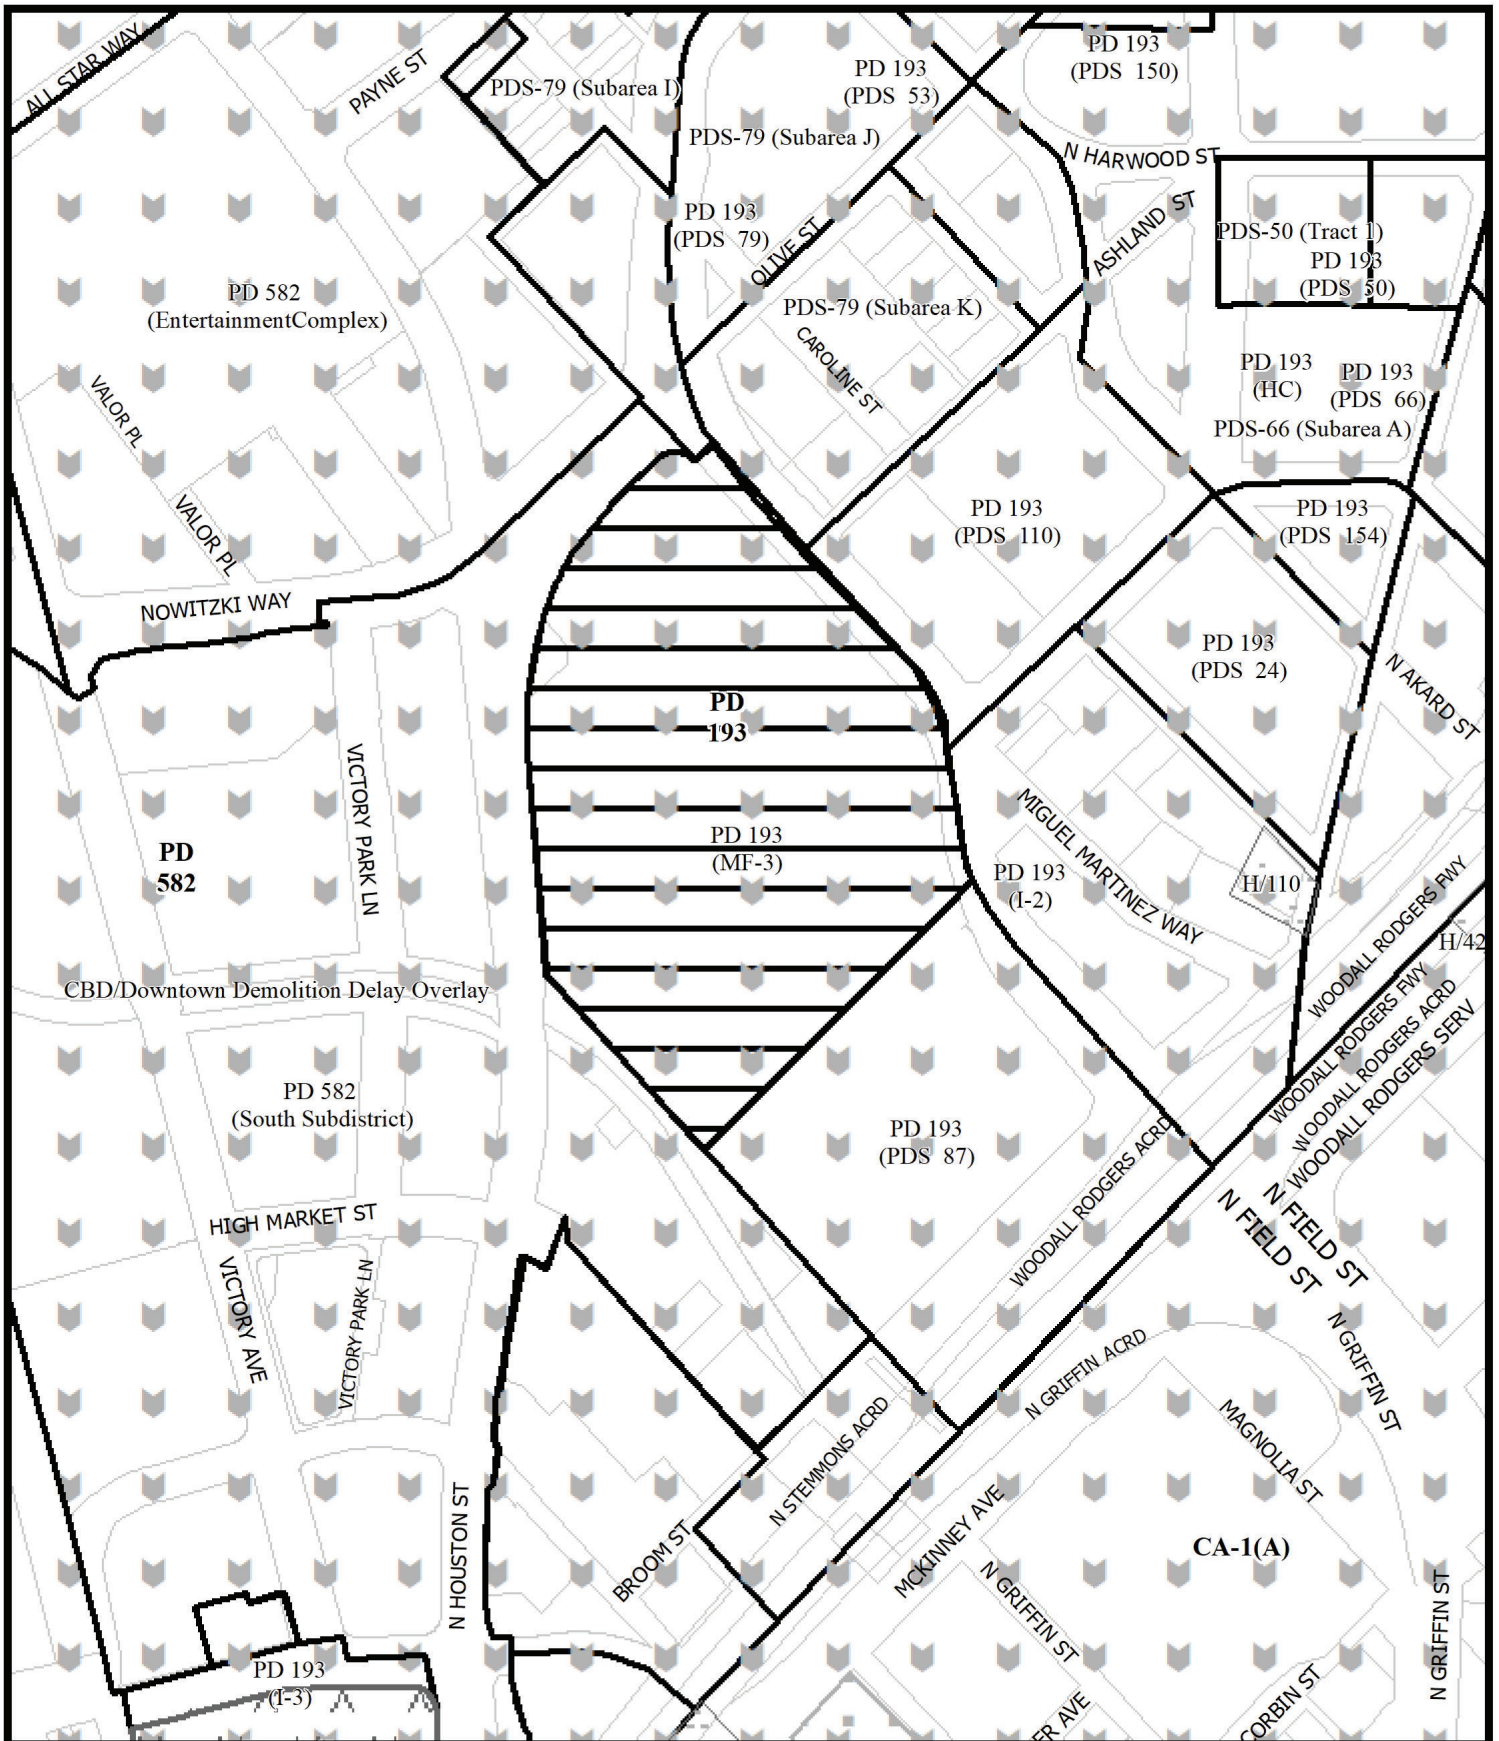 ALL STAR WAY
PAYNE ST
PDS-79 (Subarea I)
PD 193
(PDS 53)
PD 193
(PDS 150)
PDS-79 (Subarea J)
N HARWOOD ST
ASHLAND ST
PD 193
(PDS 79)
OLIVE ST
PDS-50 (Tract 1)
PD 193
(PDS 50)
PD 582
(EntertainmentComplex)
PDS-79 (Subarea K)
CAROLINE ST
PD 193
(HC)
PD 193
(PDS 66)
PDS-66 (Subarea A)
VALOR PL
VALOR PL
PD 193
(PDS 110)
PD 193
(PDS 154)
NOWITZKI WAY
PD 193
(PDS 24)
N AKARD ST
PD
193
VICTORY PARK LN
PD
582
PD 193
(MF-3)
MIGUEL MARTINEZ WAY
PD 193
(I-2)
H/110
WOODALL RODGERS FWY
H/42
CBD/Downtown Demolition Delay Overlay
WOODALL RODGERS FWY
WOODALL RODGERS ACRD
WOODALL RODGERS SERV
PD 582
(South Subdistrict)
PD 193
(PDS 87)
WOODALL RODGERS ACRD
HIGH MARKET ST
N FIELD ST
N FIELD ST
VICTORY AVE
VICTORY PARK LN
N GRIFFIN ACRD
N GRIFFIN ST
N STEMMONS ACRD
MAGNOLIA ST
N HOUSTON ST
BROOM ST
MCKINNEY AVE
CA-1(A)
N GRIFFIN ST
N GRIFFIN ST
PD 193
(I-3)
ER AVE
CORBIN ST